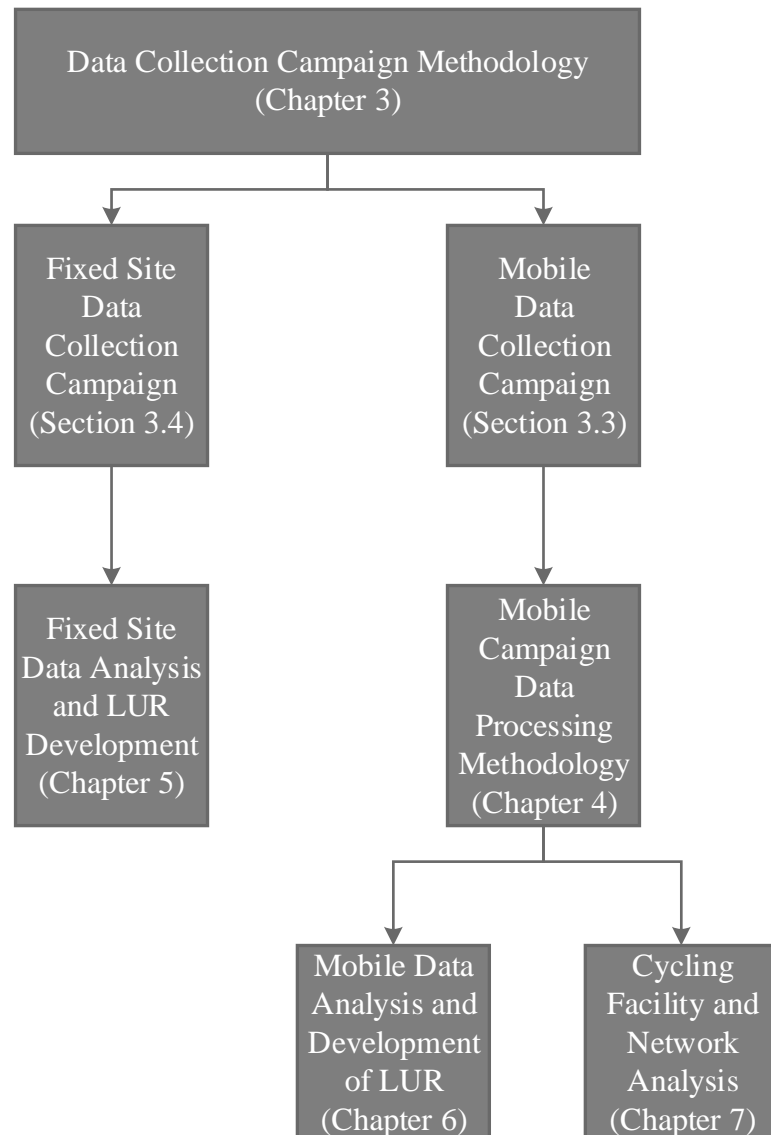 Data Collection Campaign Methodology
(Chapter 3)
Fixed Site
Data
Collection
Campaign
(Section 3.4)
Mobile
Data
Collection
Campaign
(Section 3.3)
Fixed Site
Data Analysis
and LUR
Development
(Chapter 5)
Mobile
Campaign
Data
Processing
Methodology
(Chapter 4)
Mobile Data
Analysis and
Development
of LUR
(Chapter 6)
Cycling
Facility and
Network
Analysis
(Chapter 7)